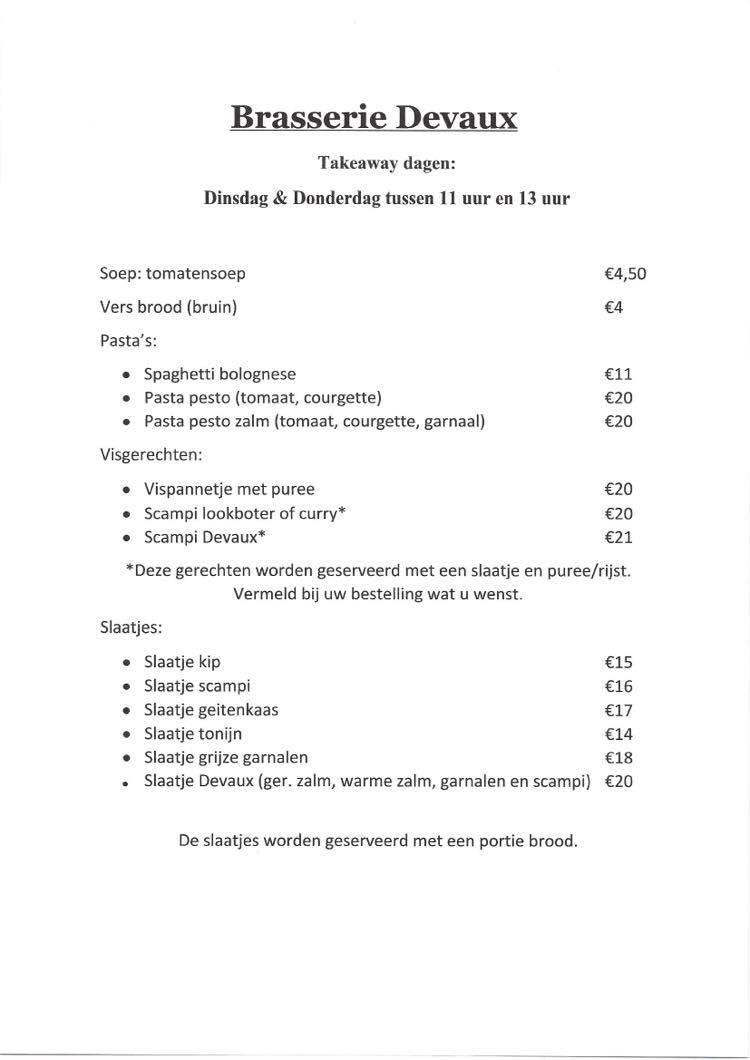 Brasserie Devaux
Takeaway dagen:
Dinsdag & Donderdag tussen 11 uur en 13 uur
Soep: tomatensoep €4,50
Vers brood (bruin) €4
Pasta's:
• Spaghetti bolognese €11
• Pasta pesto (tomaat, courgette) €20
• Pasta pesto zalm (tomaat, courgette, garnaal) €20
Visgerechten:
• Vispannetje met puree €20
• Scampi lookboter of curry* €20
• Scampi Devaux* €21
*Deze gerechten worden geserveerd met een slaatje en puree/rijst.
Vermeld bij uw bestelling wat u wenst.
Slaatjes:
• Slaatje kip €15
• Slaatje scampi €16
• Slaatje geitenkaas €17
• Slaatje tonijn €14
• Slaatje grijze garnalen €18
• Slaatje Devaux (ger. zalm, warme zalm, garnalen en scampi) €20
De slaatjes worden geserveerd met een portie brood.